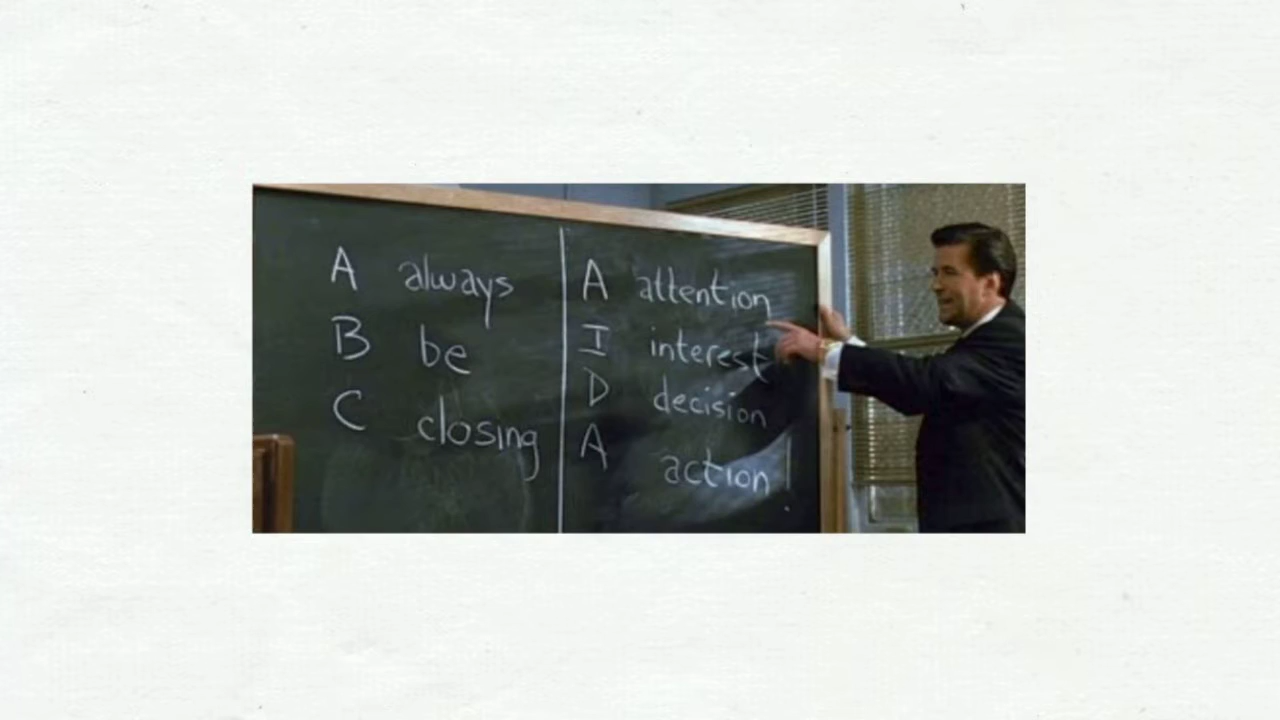 A always
B be
C closing
A attention
I interest
D decision
A action!